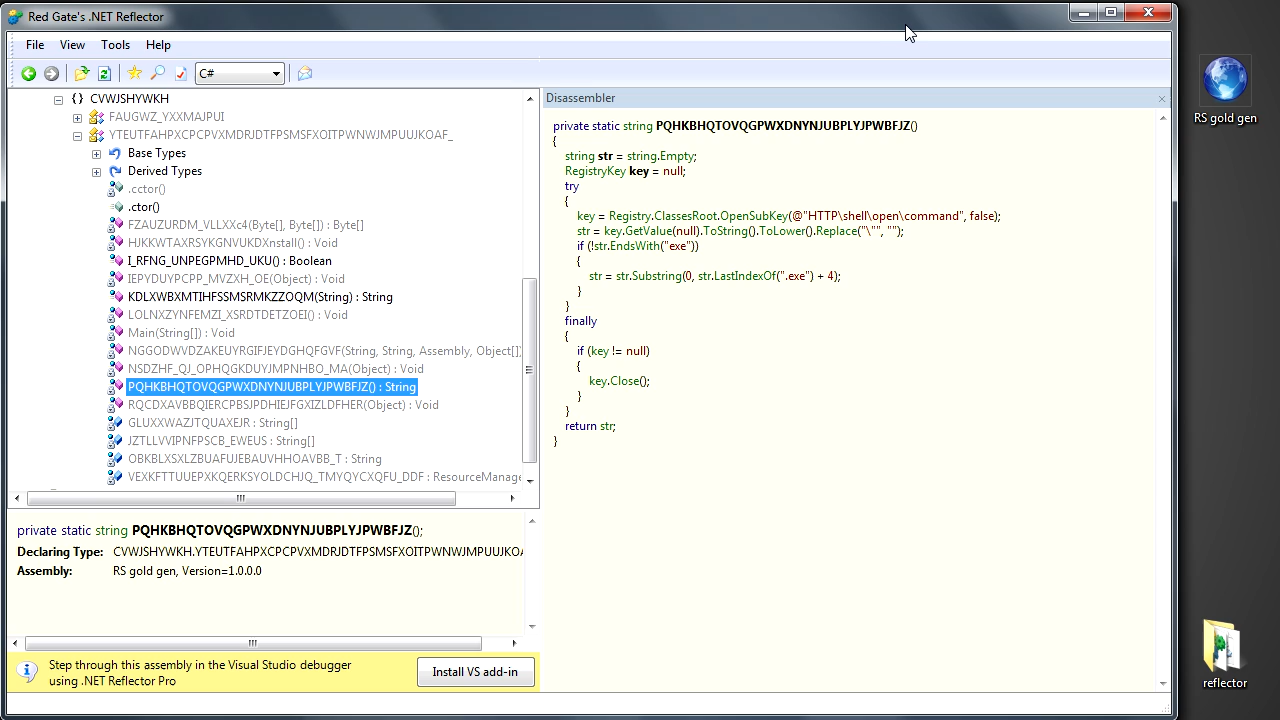 Red Gate's .NET Reflector
File View Tools Help
C#
CVWJSHYWKH
FAUGWZ_YXXMAJPUI
YTEUTFAHPXCPCPVXMDRJDTFPSMSFXOITPWNWJMPUUJKOAF_
Base Types
Derived Types
.cctor()
.ctor()
FZAUZURDM_VLLXXc4(Byte[], Byte[]) : Byte[]
HJKKWTAXRSYKGNVUKDXnstall() : Void
I_RFNG_UNPEGPMHD_UKU() : Boolean
IEPYDUYPCPP_MVZXH_OE(Object) : Void
KDLXWBXMTIHFSSMSRMKZZOQM(String) : String
LOLNXZYNFEMZI_XSRDTDETZOEI() : Void
Main(String[]) : Void
NGGODWVDZAKEUYRGIFJEYDGHQFGVF(String, String, Assembly, Object[])
NSDZHF_QJ_OPHQGKDUYJMPNHBO_MA(Object) : Void
PQHKBHQTOVQGPWXDNYNJUBPLYJPWBFJZ() : String
RQCDXAVBBQIERCPBSJPDHIEJFGXIZLDFHER(Object) : Void
GLUXXWAZJTQUAXEJR : String[]
JZTLLVVIPNFPSCB_EWEUS : String[]
OBKBLXSXLZBUAFUJEBAUVHHOAVBB_T : String
VEXKFTTUUEPXKQERKSYOLDCHJQ_TMYQYCXQFU_DDF : ResourceManage
private static string PQHKBHQTOVQGPWXDNYNJUBPLYJPWBFJZ();
Declaring Type: CVWJSHYWKH.YTEUTFAHPXCPCPVXMDRJDTFPSMSFXOITPWNWJMPUUJKOA
Assembly: RS gold gen, Version=1.0.0.0
Step through this assembly in the Visual Studio debugger
using .NET Reflector Pro
Install VS add-in
Disassembler
private static string PQHKBHQTOVQGPWXDNYNJUBPLYJPWBFJZ()
{
string str = string.Empty;
RegistryKey key = null;
try
{
key = Registry.ClassesRoot.OpenSubKey(@"HTTP\shell\open\command", false);
str = key.GetValue(null).ToString().ToLower().Replace("\"", "");
if (!str.EndsWith("exe"))
{
str = str.Substring(0, str.LastIndexOf(".exe") + 4);
}
}
finally
{
if (key != null)
{
key.Close();
}
}
return str;
}
RS gold gen
reflector